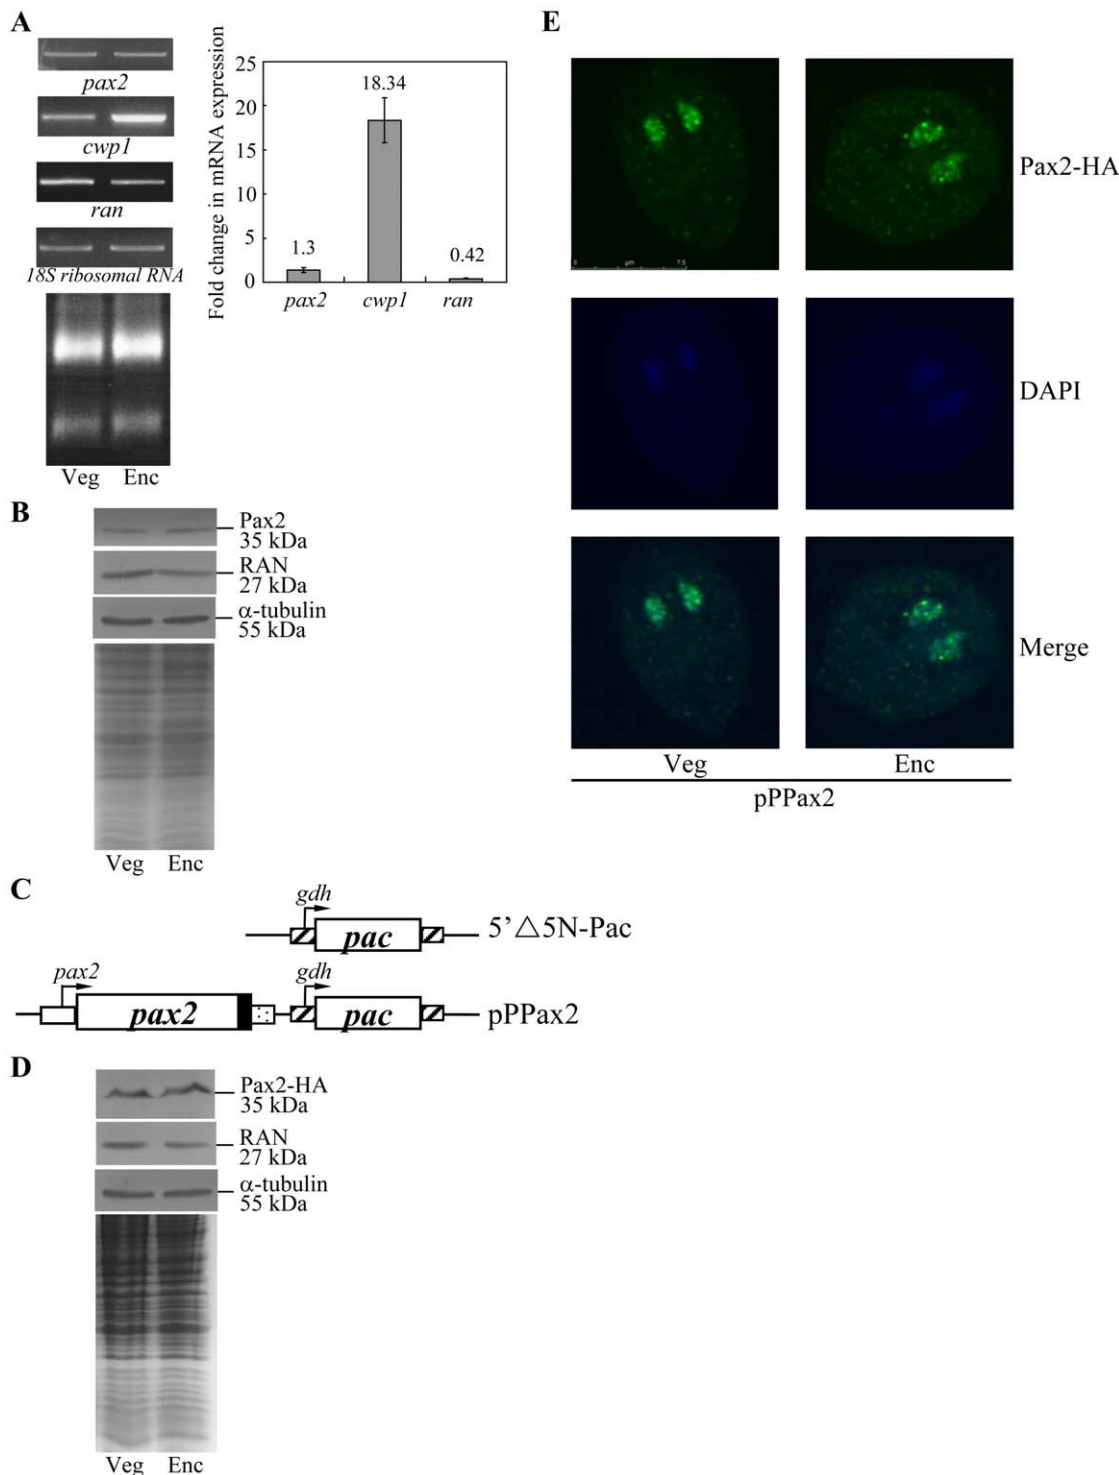 A
pax2
cwp1
ran
18S ribosomal RNA
Veg Enc
Fold change in mRNA expression
25
20
15
10
5
0
1.3
18.34
0.42
pax2 cwp1 ran
B
Pax2
35 kDa
RAN
27 kDa
α-tubulin
55 kDa
Veg Enc
C
gdh
pac
5'△5N-Pac
pax2
gdh
pax2
pac
pPPax2
D
Pax2-HA
35 kDa
RAN
27 kDa
α-tubulin
55 kDa
Veg Enc
E
Pax2-HA
μm 7.5
DAPI
Merge
Veg Enc
pPPax2